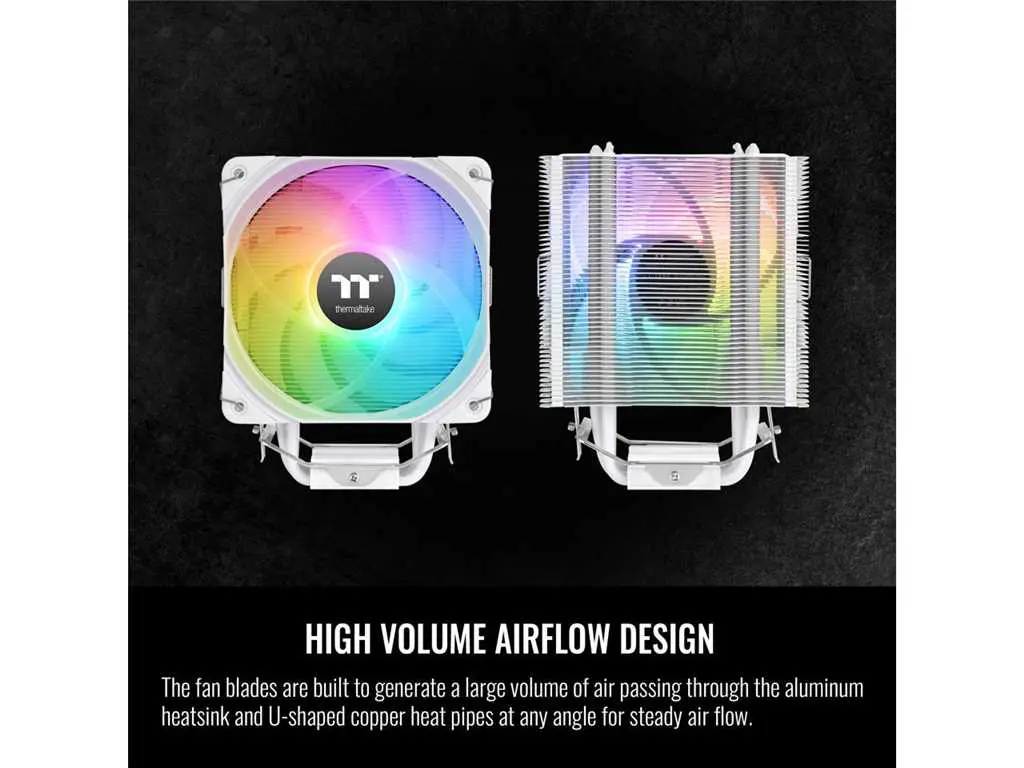 thermaltake
HIGH VOLUME AIRFLOW DESIGN
The fan blades are built to generate a large volume of air passing through the aluminum
heatsink and U-shaped copper heat pipes at any angle for steady air flow.